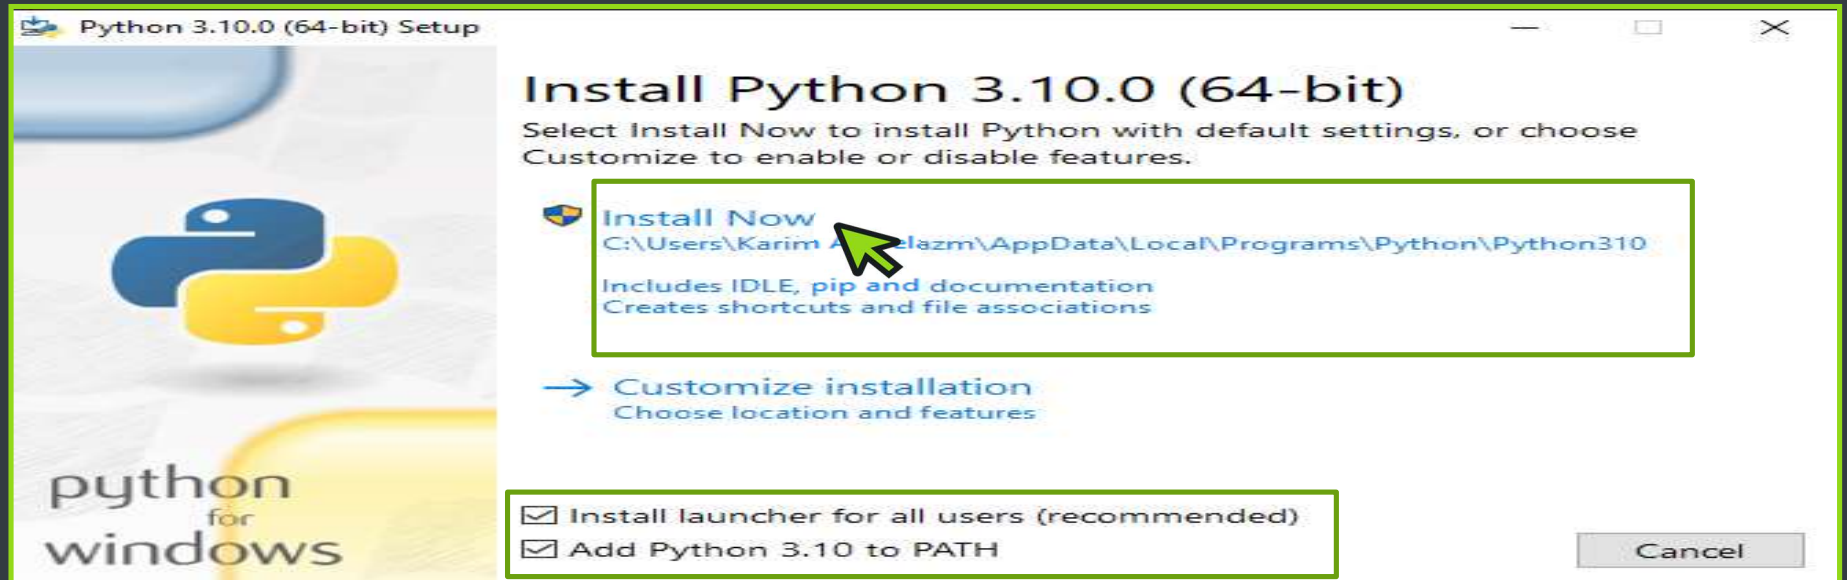 Python 3.10.0 (64-bit) Setup
Install Python 3.10.0 (64-bit)
Select Install Now to install Python with default settings, or choose
Customize to enable or disable features.
Install Now
C:\Users\Karim A elazm\AppData\Local\Programs\Python\Python310
Includes IDLE, pip and documentation
Creates shortcuts and file associations
Customize installation
Choose location and features
Install launcher for all users (recommended)
Add Python 3.10 to PATH
Cancel
python
for
windows